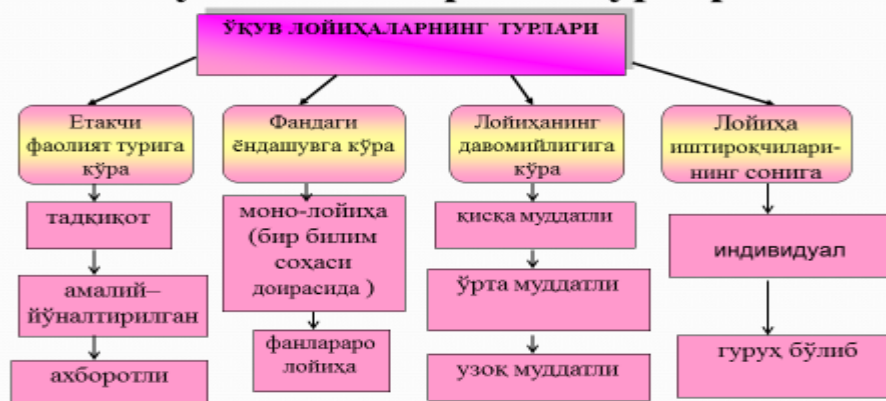 ЎҚУВ ЛОЙИҲАЛАРНИНГ ТУРЛАРИ
Етакчи
фаолият турига
кўра
тадқиқот
амалий–
йўналтирилган
ахборотли
Фандаги
ёндашувга кўра
моно-лойиҳа
(бир билим
соҳаси
доирасида )
фанлараро
лойиҳа
Лойиҳанинг
давомийлигига
кўра
қисқа муддатли
ўрта муддатли
узоқ муддатли
Лойиҳа
иштирокчилари-
нинг сонига
индивидуал
гуруҳ бўлиб